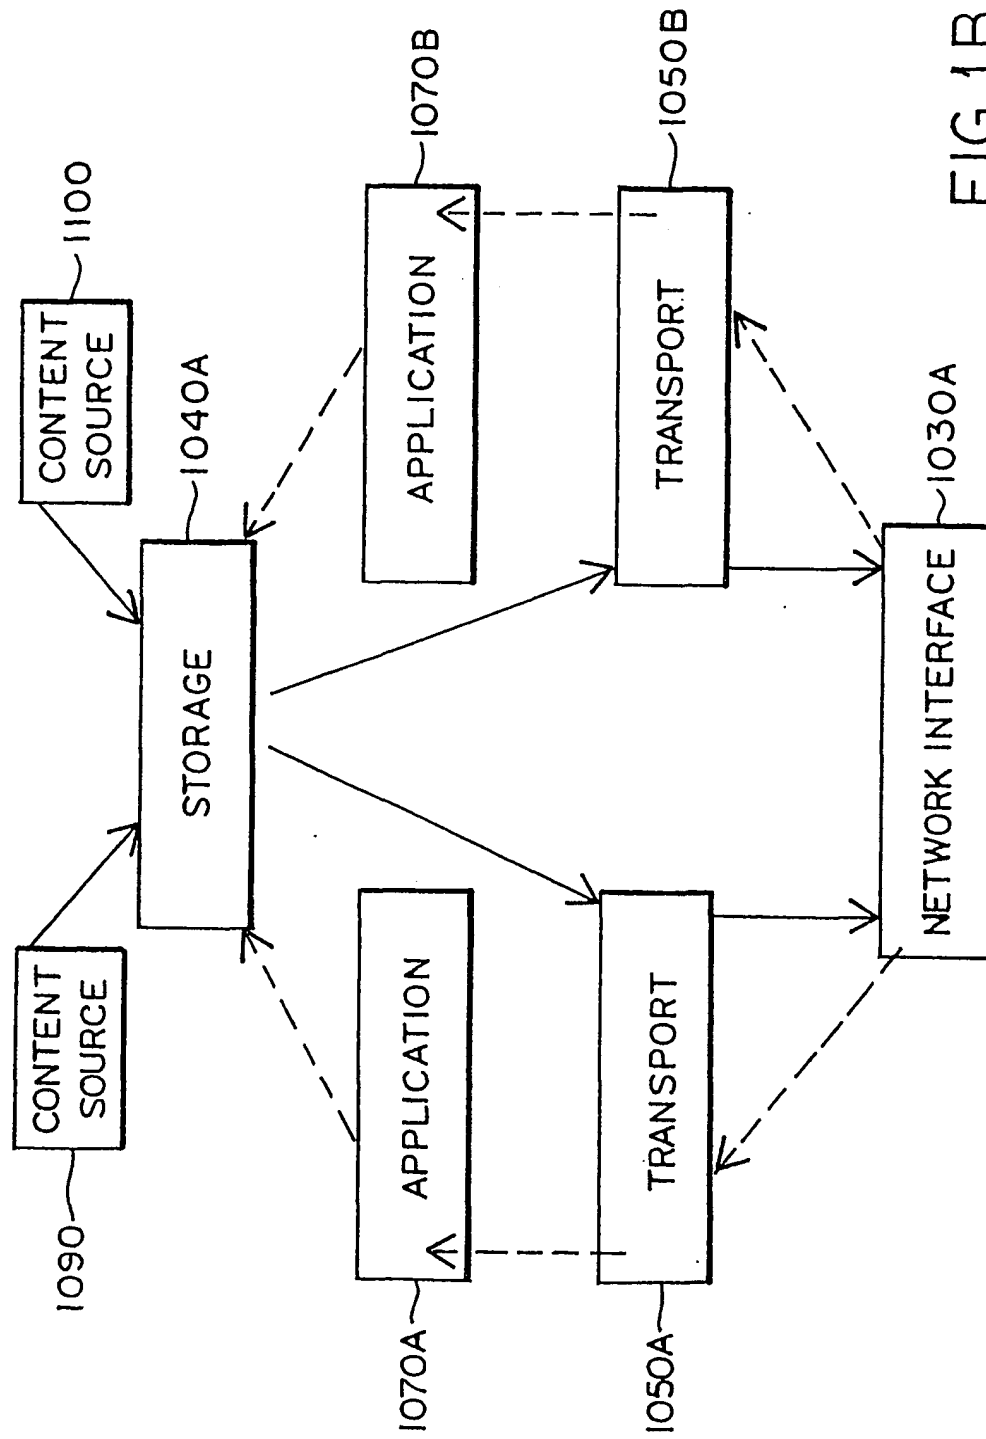 1090
CONTENT
SOURCE
CONTENT
SOURCE
1100
STORAGE
1040A
1070A
APPLICATION
APPLICATION
1070B
1050A
TRANSPORT
TRANSPORT
1050B
NETWORK INTERFACE
1030A
FIG. 1B